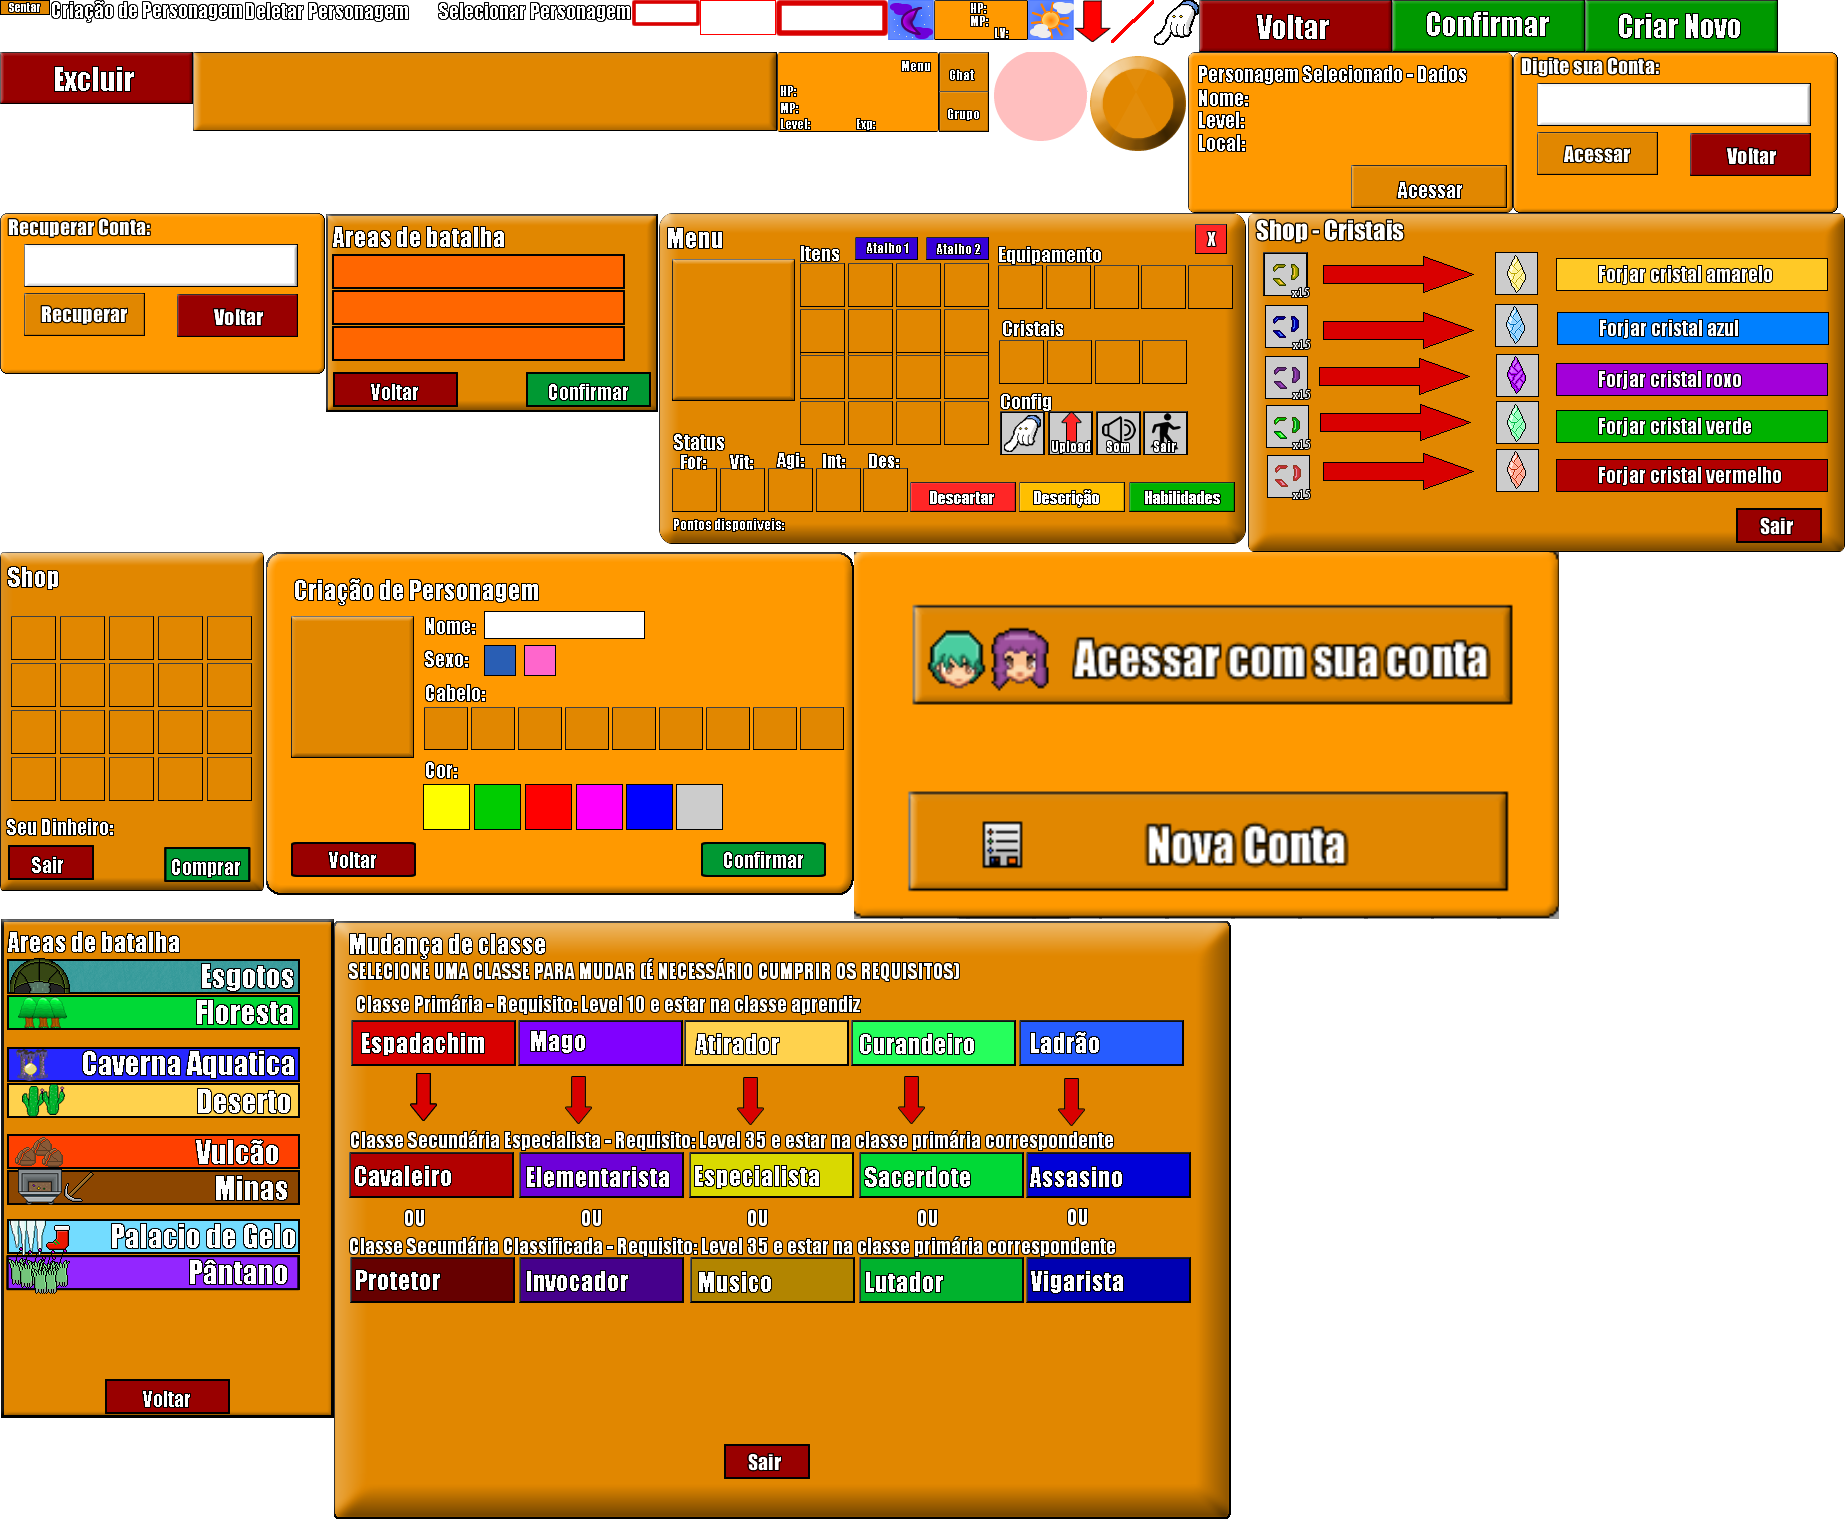 Sentar
Criação de Personagem
Deletar Personagem
Selecionar Personagem
HP:
MP:
LV:
Voltar
Confirmar
Criar Novo
Excluir
Menu
HP:
MP:
Level:
Exp:
Chat
Grupo
Personagem Selecionado - Dados
Nome:
Level:
Local:
Acessar
Digite sua Conta:
Acessar
Voltar
Recuperar Conta:
Recuperar
Voltar
Areas de batalha
Voltar
Confirmar
Menu
Itens
Atalho 1
Atalho 2
X
Equipamento
Cristais
Config
Upload
Som
Sair
Status
For:
Vit:
Agi:
Int:
Des:
Descartar
Descrição
Habilidades
Pontos disponiveis:
Shop - Cristais
x15
Forjar cristal amarelo
x15
Forjar cristal azul
x15
Forjar cristal roxo
x15
Forjar cristal verde
x15
Forjar cristal vermelho
Sair
Shop
Seu Dinheiro:
Sair
Comprar
Criação de Personagem
Nome:
Sexo:
Cabelo:
Cor:
Voltar
Confirmar
Acessar com sua conta
Nova Conta
Areas de batalha
Esgotos
Floresta
Caverna Aquatica
Deserto
Vulcão
Minas
Palacio de Gelo
Pântano
Voltar
Mudança de classe
SELECIONE UMA CLASSE PARA MUDAR (É NECESSÁRIO CUMPRIR OS REQUISITOS)
Classe Primária - Requisito: Level 10 e estar na classe aprendiz
Espadachim
Mago
Atirador
Curandeiro
Ladrão
Classe Secundária Especialista - Requisito: Level 35 e estar na classe primária correspondente
Cavaleiro
Elementarista
Especialista
Sacerdote
Assasino
OU
OU
OU
OU
OU
Classe Secundária Classificada - Requisito: Level 35 e estar na classe primária correspondente
Protetor
Invocador
Musico
Lutador
Vigarista
Sair